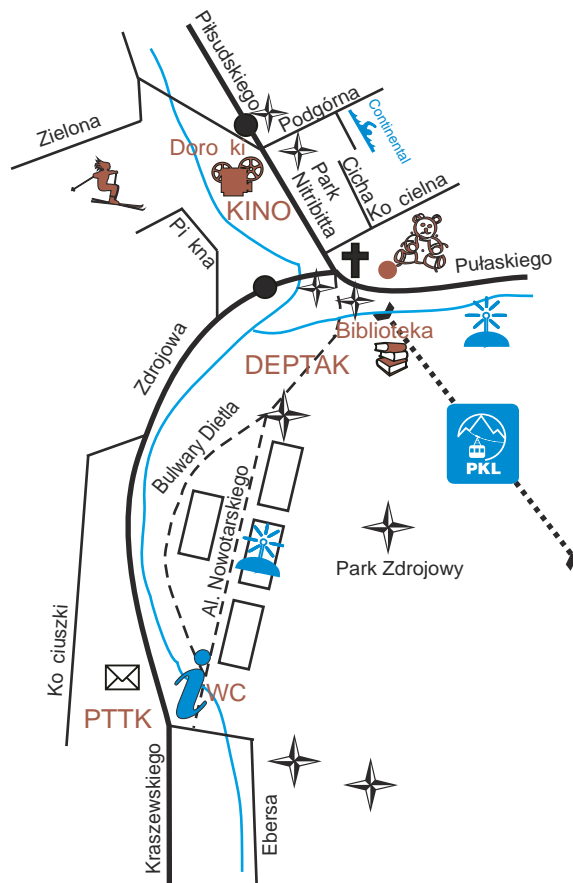 Piłsudskiego
Podgórna
Continental
Zielona
Doro ki
KINO
Park
Nitribitta
Cicha
Ko cielna
Pi kna
Pułaskiego
Biblioteka
Zdrojowa
DEPTAK
Bulwary Dietla
PKL
Al. Nowotarskiego
Park Zdrojowy
Ko ciuszki
WC
PTTK
Kraszewskiego
Ebersa